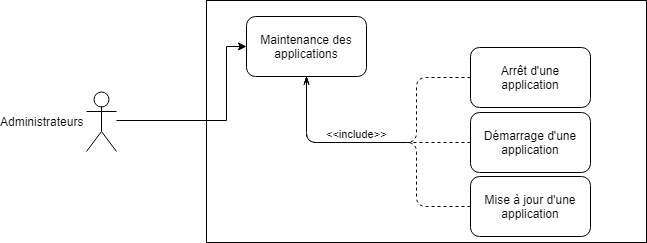 Maintenance des
applications
Arrêt d'une
application
Administrateurs
<<include>>
Démarrage d'une
application
Mise à jour d'une
application